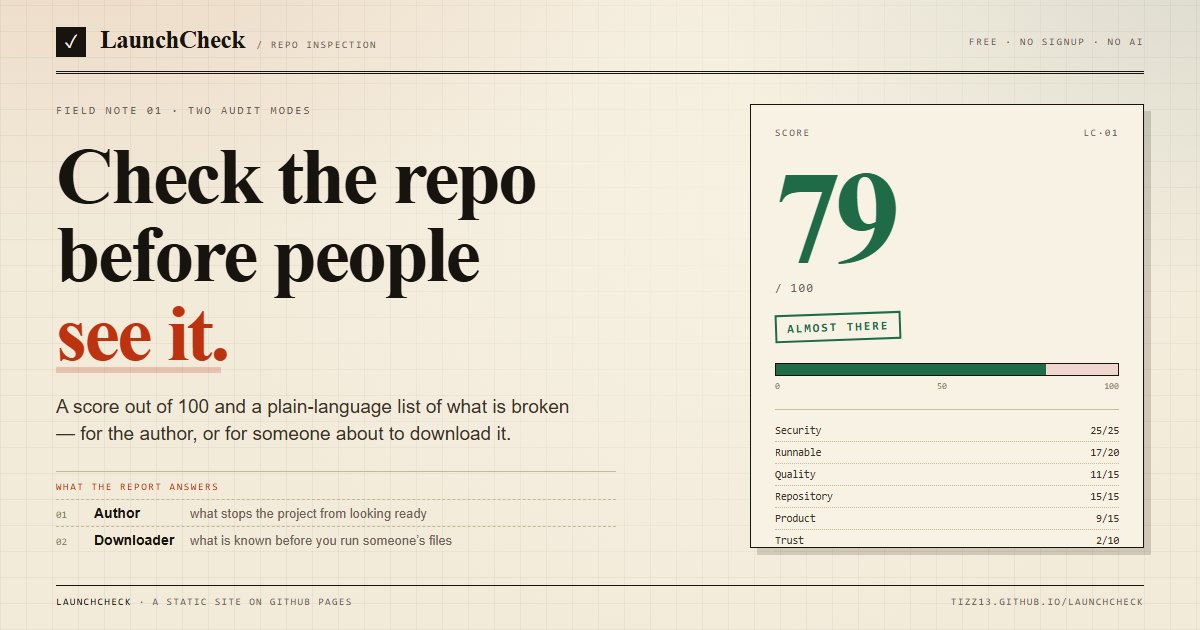 ✓ LaunchCheck / REPO INSPECTION
FREE · NO SIGNUP · NO AI
FIELD NOTE 01 · TWO AUDIT MODES
Check the repo
before people
see it.
A score out of 100 and a plain-language list of what is broken
— for the author, or for someone about to download it.
WHAT THE REPORT ANSWERS
01 Author what stops the project from looking ready
02 Downloader what is known before you run someone's files
SCORE LC·01
79
/ 100
ALMOST THERE
0 50 100
Security 25/25
Runnable 17/20
Quality 11/15
Repository 15/15
Product 9/15
Trust 2/10
LAUNCHCHECK · A STATIC SITE ON GITHUB PAGES
TIZZ13.GITHUB.IO/LAUNCHCHECK